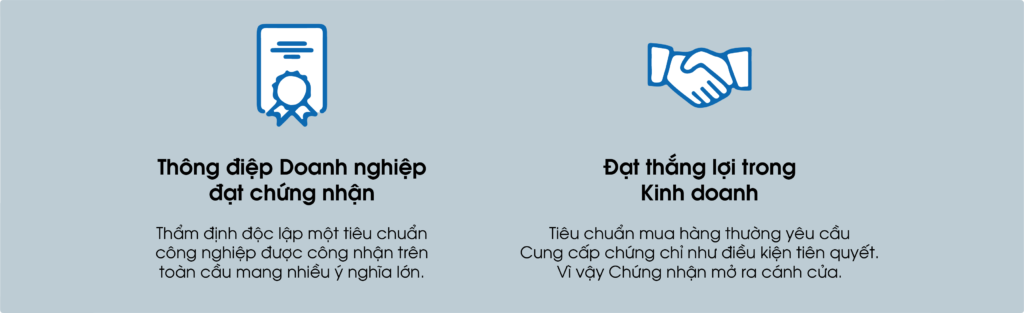 Thông điệp Doanh nghiệp
đạt chứng nhận
Thẩm định độc lập một tiêu chuẩn
công nghiệp được công nhận trên
toàn cầu mang nhiều ý nghĩa lớn.
Đạt thắng lợi trong
Kinh doanh
Tiêu chuẩn mua hàng thường yêu cầu
Cung cấp chứng chỉ như điều kiện tiên quyết.
Vì vậy Chứng nhận mở ra cánh cửa.